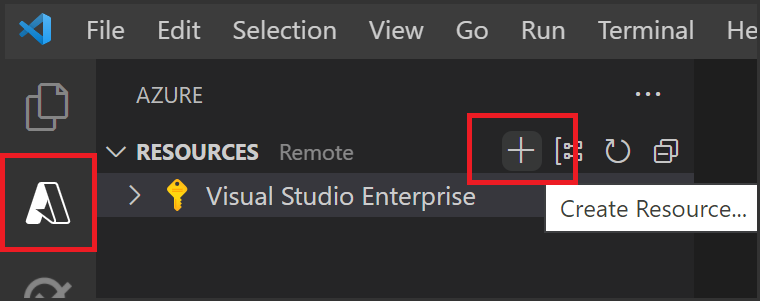 File Edit Selection View Go Run Terminal He
AZURE
RESOURCES Remote
Visual Studio Enterprise
Create Resource...